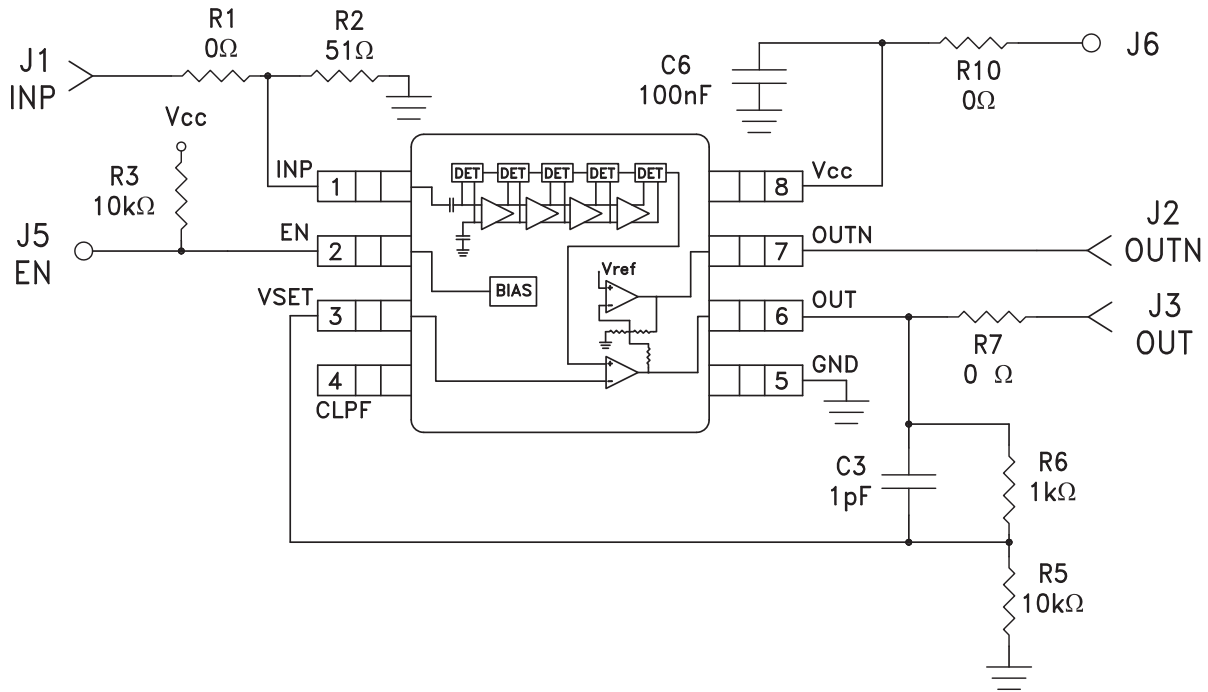 J1
INP
R1
0Ω
R2
51Ω
Vcc
R3
10kΩ
J5
EN
C6
100nF
R10
0Ω
J6
INP
1
EN
2
VSET
3
4
CLPF
DET DET DET DET DET
BIAS
Vref
+
−
+
−
8
Vcc
7
OUTN
6
OUT
5
GND
J2
OUTN
J3
OUT
R7
0 Ω
C3
1pF
R6
1kΩ
R5
10kΩ